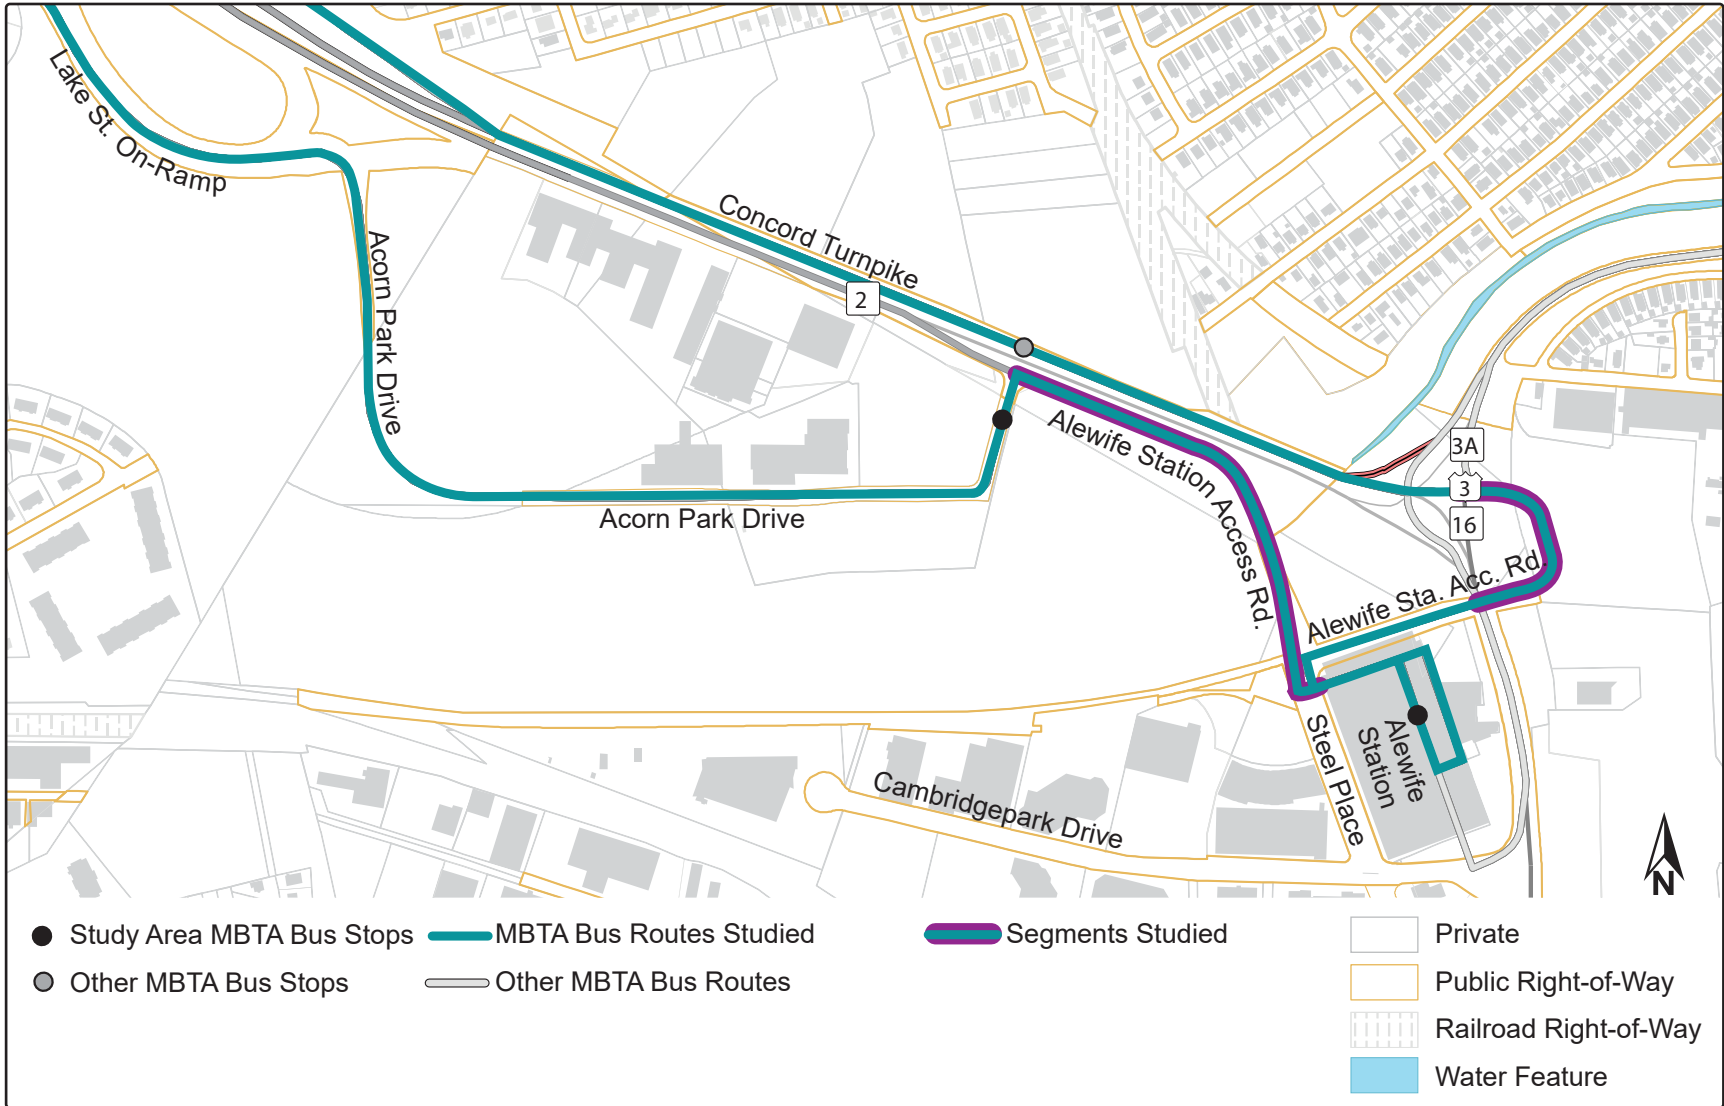 Lake St. On-Ramp
Concord Turnpike
Acorn Park Drive
2
3A
3
16
Alewife Station Access Rd.
Acorn Park Drive
Alewife Sta. Acc. Rd.
Alewife
Station
Steel Place
Cambridgepark Drive
N
Study Area MBTA Bus Stops
MBTA Bus Routes Studied
Segments Studied
Private
Other MBTA Bus Stops
Other MBTA Bus Routes
Public Right-of-Way
Railroad Right-of-Way
Water Feature